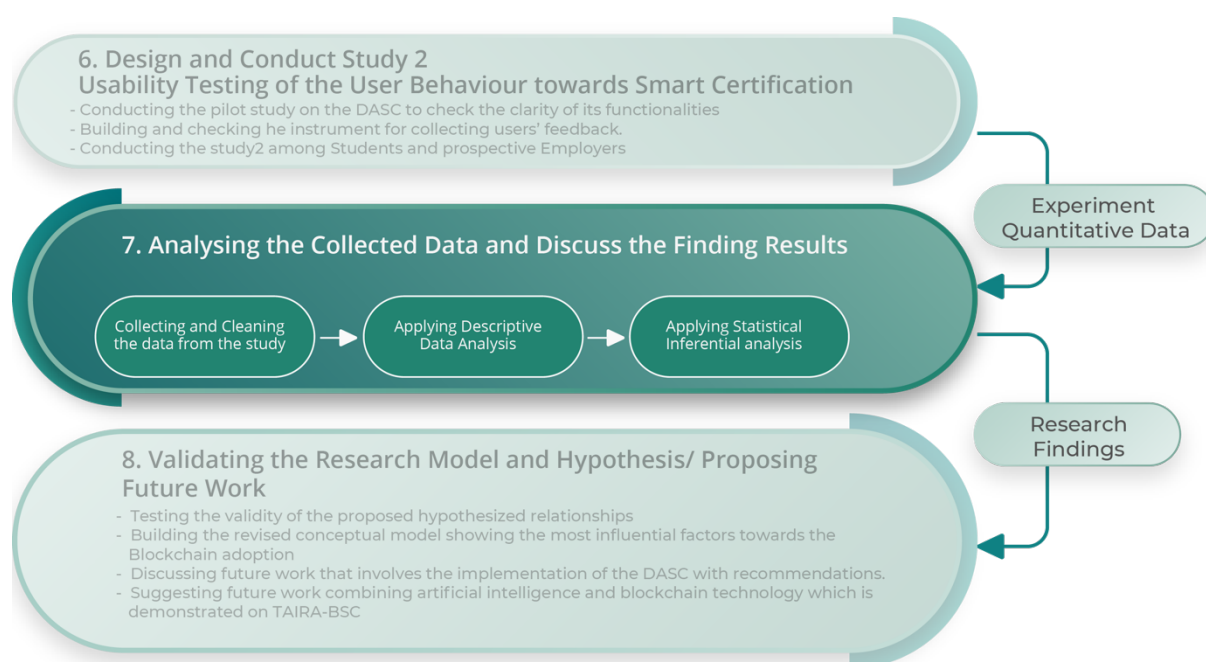 6. Design and Conduct Study 2
Usability Testing of the User Behaviour towards Smart Certification
- Conducting the pilot study on the DASC to check the clarity of its functionalities
- Building and checking he instrument for collecting users' feedback.
- Conducting the study2 among Students and prospective Employers
Experiment
Quantitative Data
7. Analysing the Collected Data and Discuss the Finding Results
Collecting and Cleaning
the data from the study
Applying Descriptive
Data Analysis
Applying Statistical
Inferential analysis
Research
Findings
8. Validating the Research Model and Hypothesis/ Proposing
Future Work
- Testing the validity of the proposed hypothesized relationships
- Building the revised conceptual model showing the most influential factors towards the
Blockchain adoption
- Discussing future work that involves the implementation of the DASC with recommendations.
- Suggesting future work combining artificial intelligence and blockchain technology which is
demonstrated on TAIRA-BSC